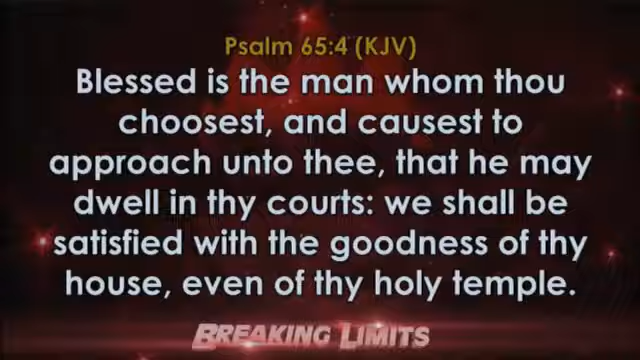 Psalm 65:4 (KJV)
Blessed is the man whom thou
choosest, and causest to
approach unto thee, that he may
dwell in thy courts: we shall be
satisfied with the goodness of thy
house, even of thy holy temple.
BREAKING LIMITS